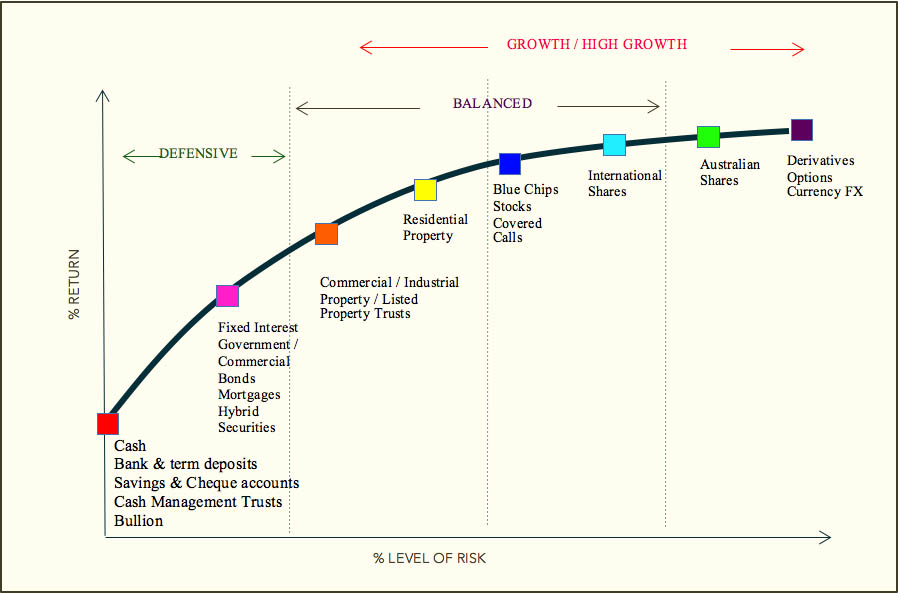 GROWTH / HIGH GROWTH
BALANCED
DEFENSIVE
Derivatives
Options
Currency FX
Australian
Shares
International
Shares
Blue Chips
Stocks
Covered
Calls
Residential
Property
Commercial / Industrial
Property / Listed
Property Trusts
Fixed Interest
Government /
Commercial
Bonds
Mortgages
Hybrid
Securities
Cash
Bank & term deposits
Savings & Cheque accounts
Cash Management Trusts
Bullion
% RETURN
% LEVEL OF RISK